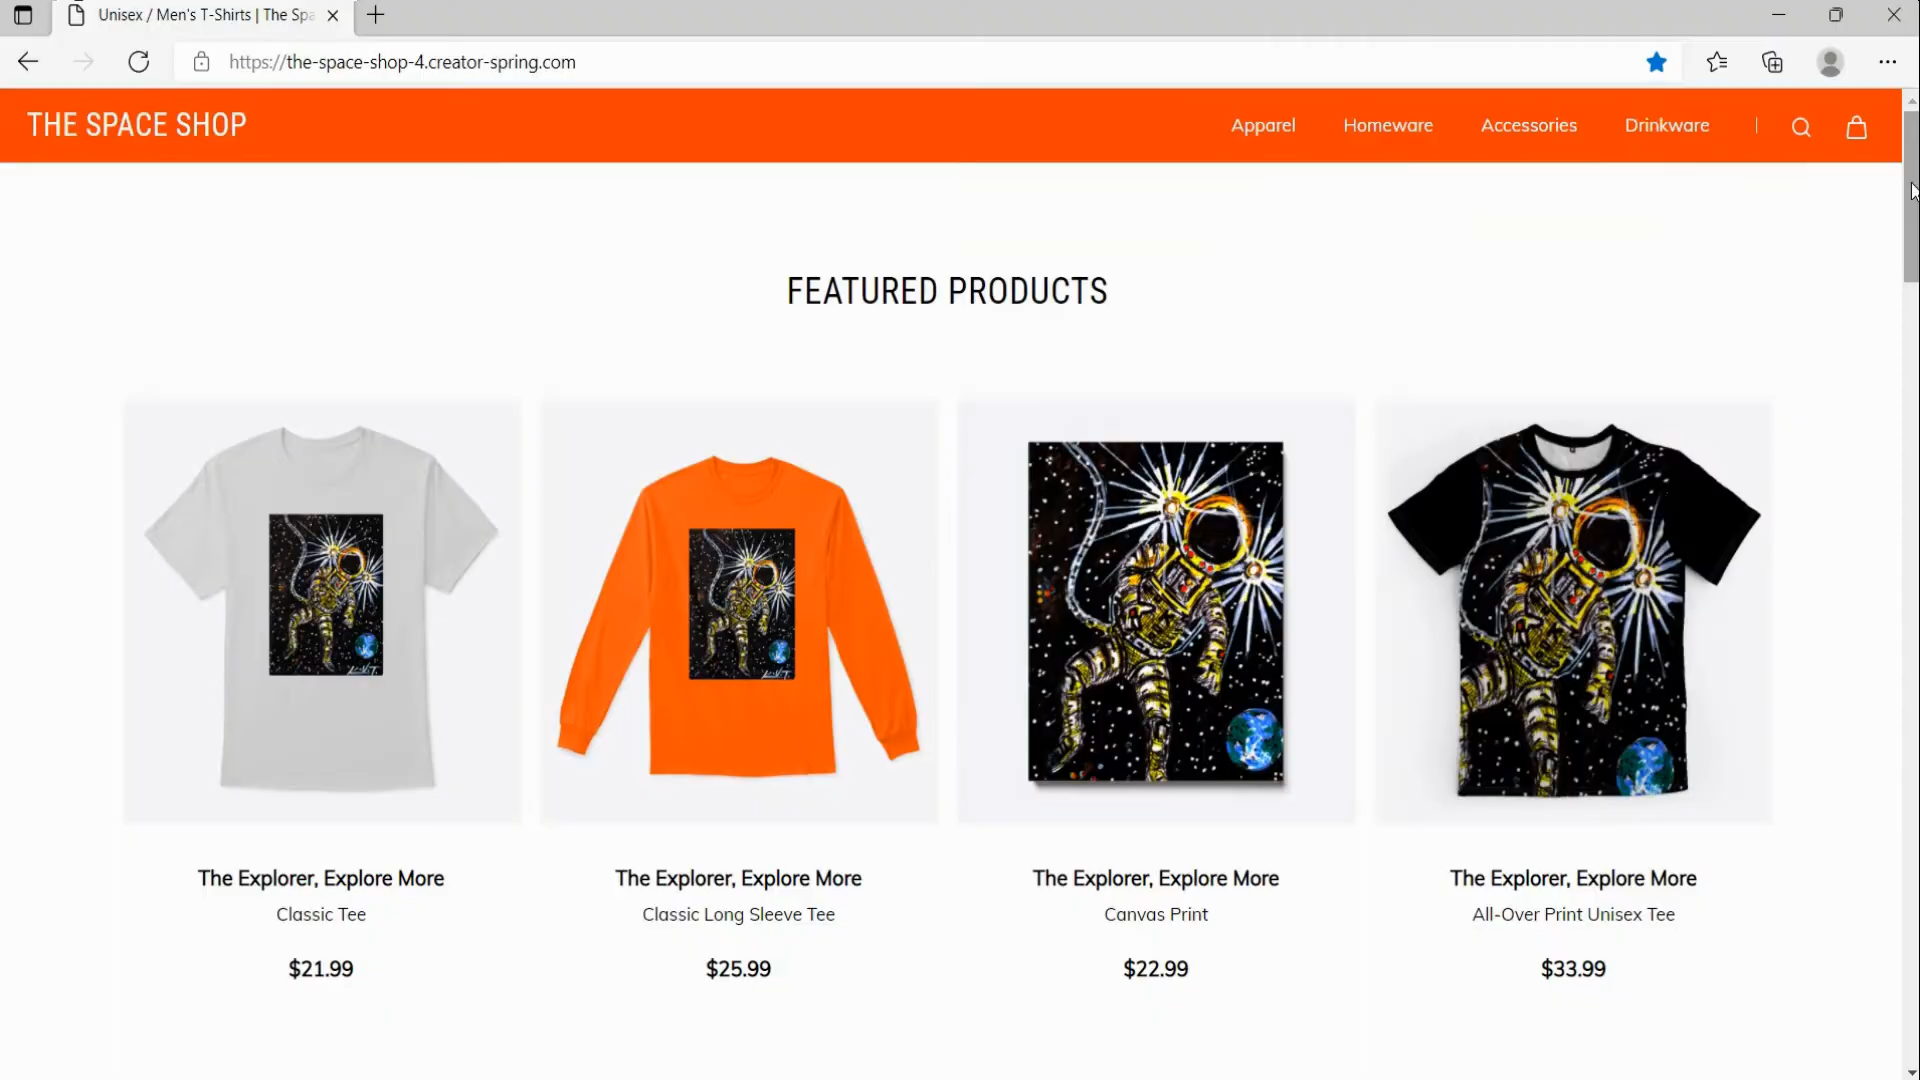 Unisex / Men's T-Shirts | The Spa
https://the-space-shop-4.creator-spring.com
THE SPACE SHOP
Apparel
Homeware
Accessories
Drinkware
FEATURED PRODUCTS
The Explorer, Explore More
Classic Tee
$21.99
The Explorer, Explore More
Classic Long Sleeve Tee
$25.99
The Explorer, Explore More
Canvas Print
$22.99
The Explorer, Explore More
All-Over Print Unisex Tee
$33.99